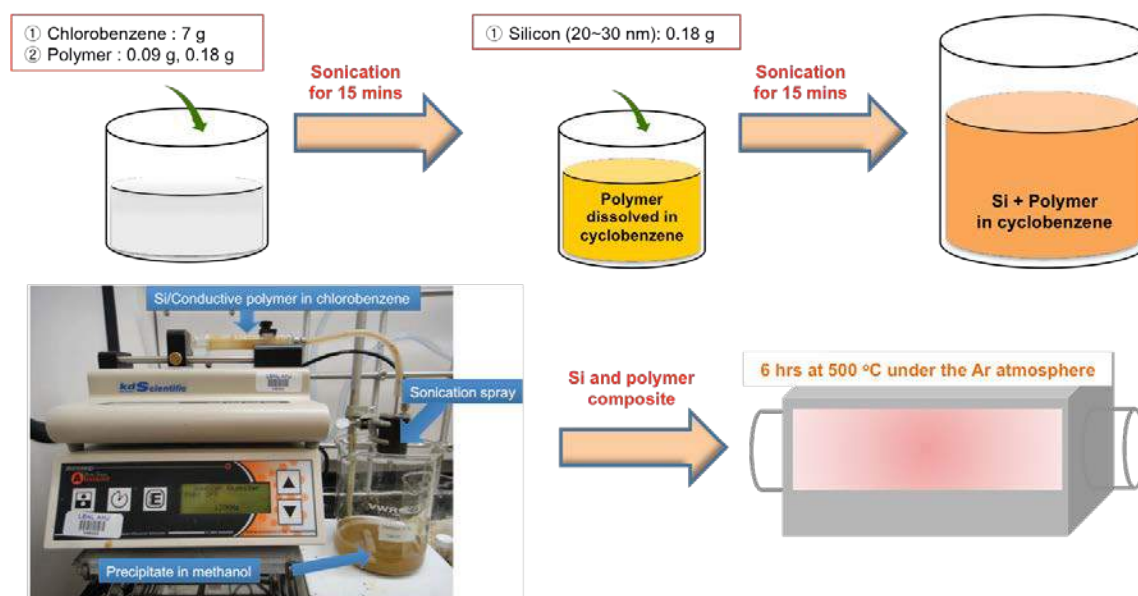 ① Chlorobenzene : 7 g
② Polymer : 0.09 g, 0.18 g
Sonication
for 15 mins
① Silicon (20~30 nm): 0.18 g
Sonication
for 15 mins
Polymer
dissolved in
cyclobenzene
Si + Polymer
in cyclobenzene
Si/Conductive polymer in chlorobenzene
kdScientific
Sonication spray
VWR
Precipitate in methanol
Si and polymer
composite
6 hrs at 500 °C under the Ar atmosphere